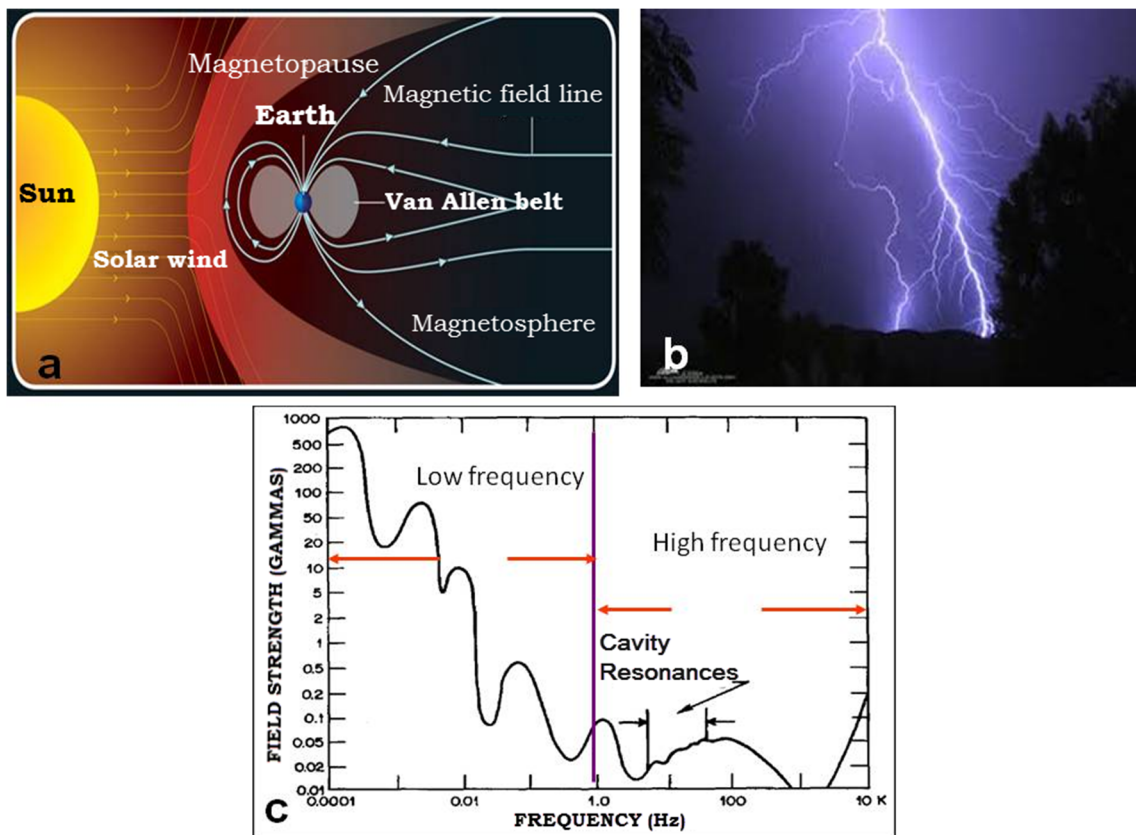 Magnetopause
Magnetic field line
Earth
Sun
Van Allen belt
Solar wind
Magnetosphere
a
b
1000
500
200
100
50
20
10
5
2
1
0.5
0.2
0.1
0.05
0.02
0.01
FIELD STRENGTH (GAMMAS)
Low frequency
High frequency
Cavity
Resonances
0.0001
0.01
1.0
100
10 K
FREQUENCY (Hz)
c